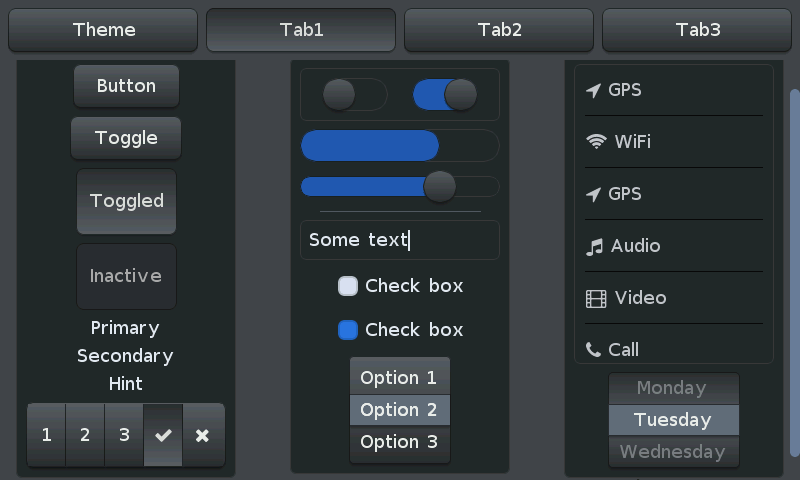 Theme
Tab1
Tab2
Tab3
Button
Toggle
Toggled
Inactive
Primary
Secondary
Hint
1 2 3
Some text
Check box
Check box
Option 1
Option 2
Option 3
GPS
WiFi
GPS
Audio
Video
Call
Monday
Tuesday
Wednesday